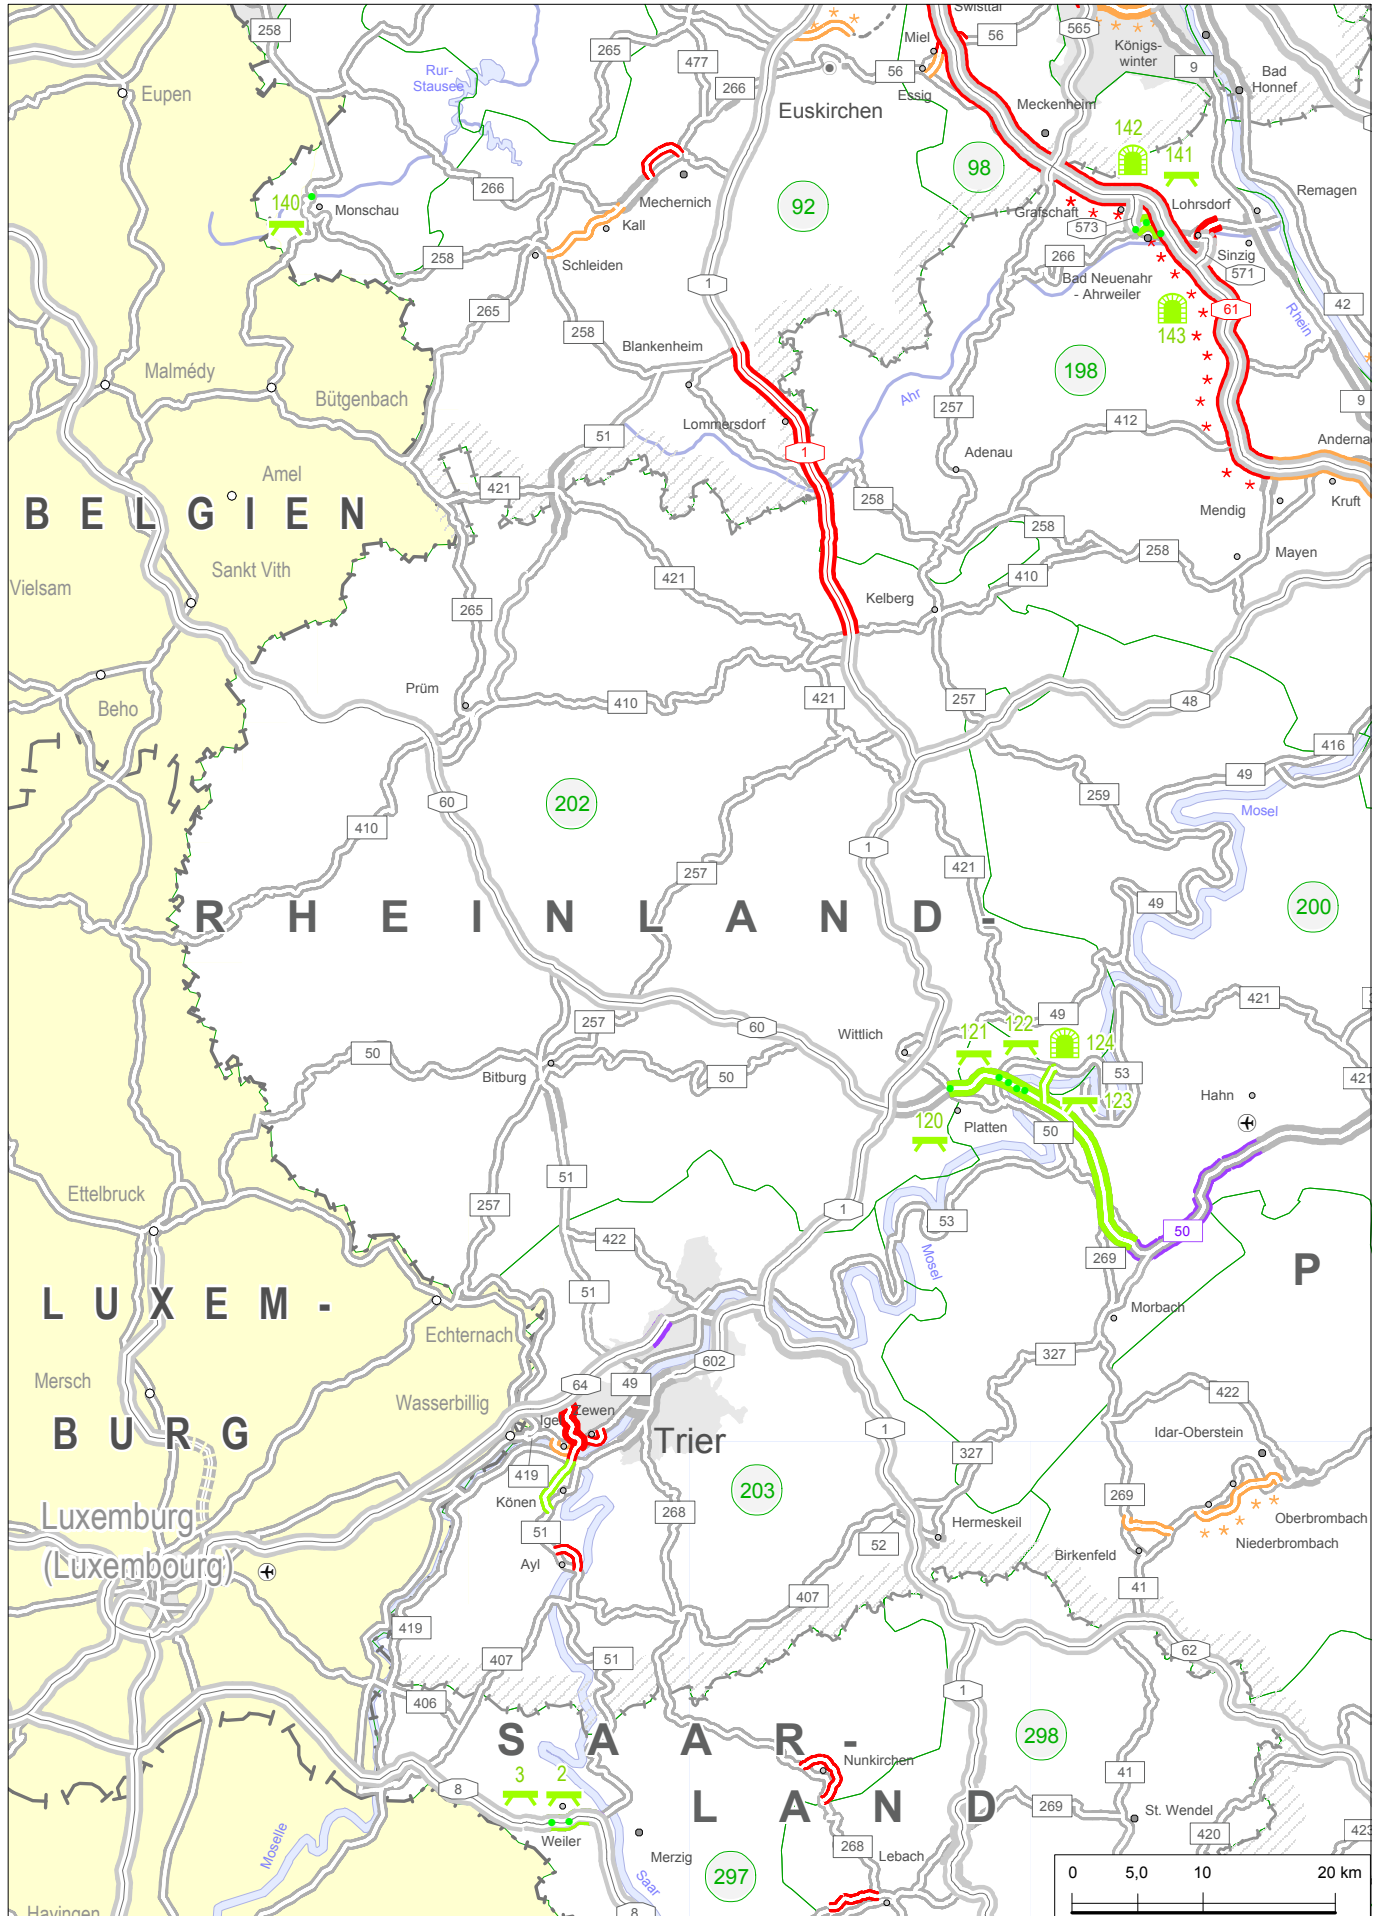 258
Swisttal
56
565
265
Miel
Königs-
winter
477
56
9
Rur-
Stausee
266
Bad
Honnef
Eupen
Essig
Euskirchen
Meckenheim
142
141
98
266
Mechernich
Remagen
140
92
Monschau
Lohrsdorf
Kall
Grafschaft
573
258
266
Sinzig
Schleiden
571
Bad Neuenahr
- Ahrweiler
1
265
61
42
Rhein
258
143
Blankenheim
Malmédy
198
Bütgenbach
Ahr
9
257
51
Lommersdorf
412
Anderna
1
Adenau
Amel
421
258
Kruft
BELGIEN
Mendig
258
Mayen
258
Sankt Vith
421
410
Vielsam
Kelberg
265
Prüm
421
257
48
410
Beho
416
49
60
202
259
Mosel
410
1
421
257
49
200
RHEINLAND-
421
257
49
60
122
121
Wittlich
124
50
53
Bitburg
50
421
Hahn
123
120
Platten
50
51
Ettelbruck
257
1
53
50
422
Mosel
269
P
51
LUXEM-
Morbach
Echternach
327
602
Mersch
64
49
422
Wasserbillig
BURG
Igel
Zewen
1
Idar-Oberstein
Trier
327
419
203
269
Könen
268
Luxemburg
(Luxembourg)
Oberbrombach
Hermeskeil
51
52
Niederbrombach
Birkenfeld
Ayl
41
407
419
62
407
51
1
406
SAAR-
298
Nunkirchen
3
2
41
8
LAND
269
St. Wendel
423
420
Weiler
268
Merzig
Moselle
Lebach
297
Saar
0 5,0 10 20 km
Havingen
8